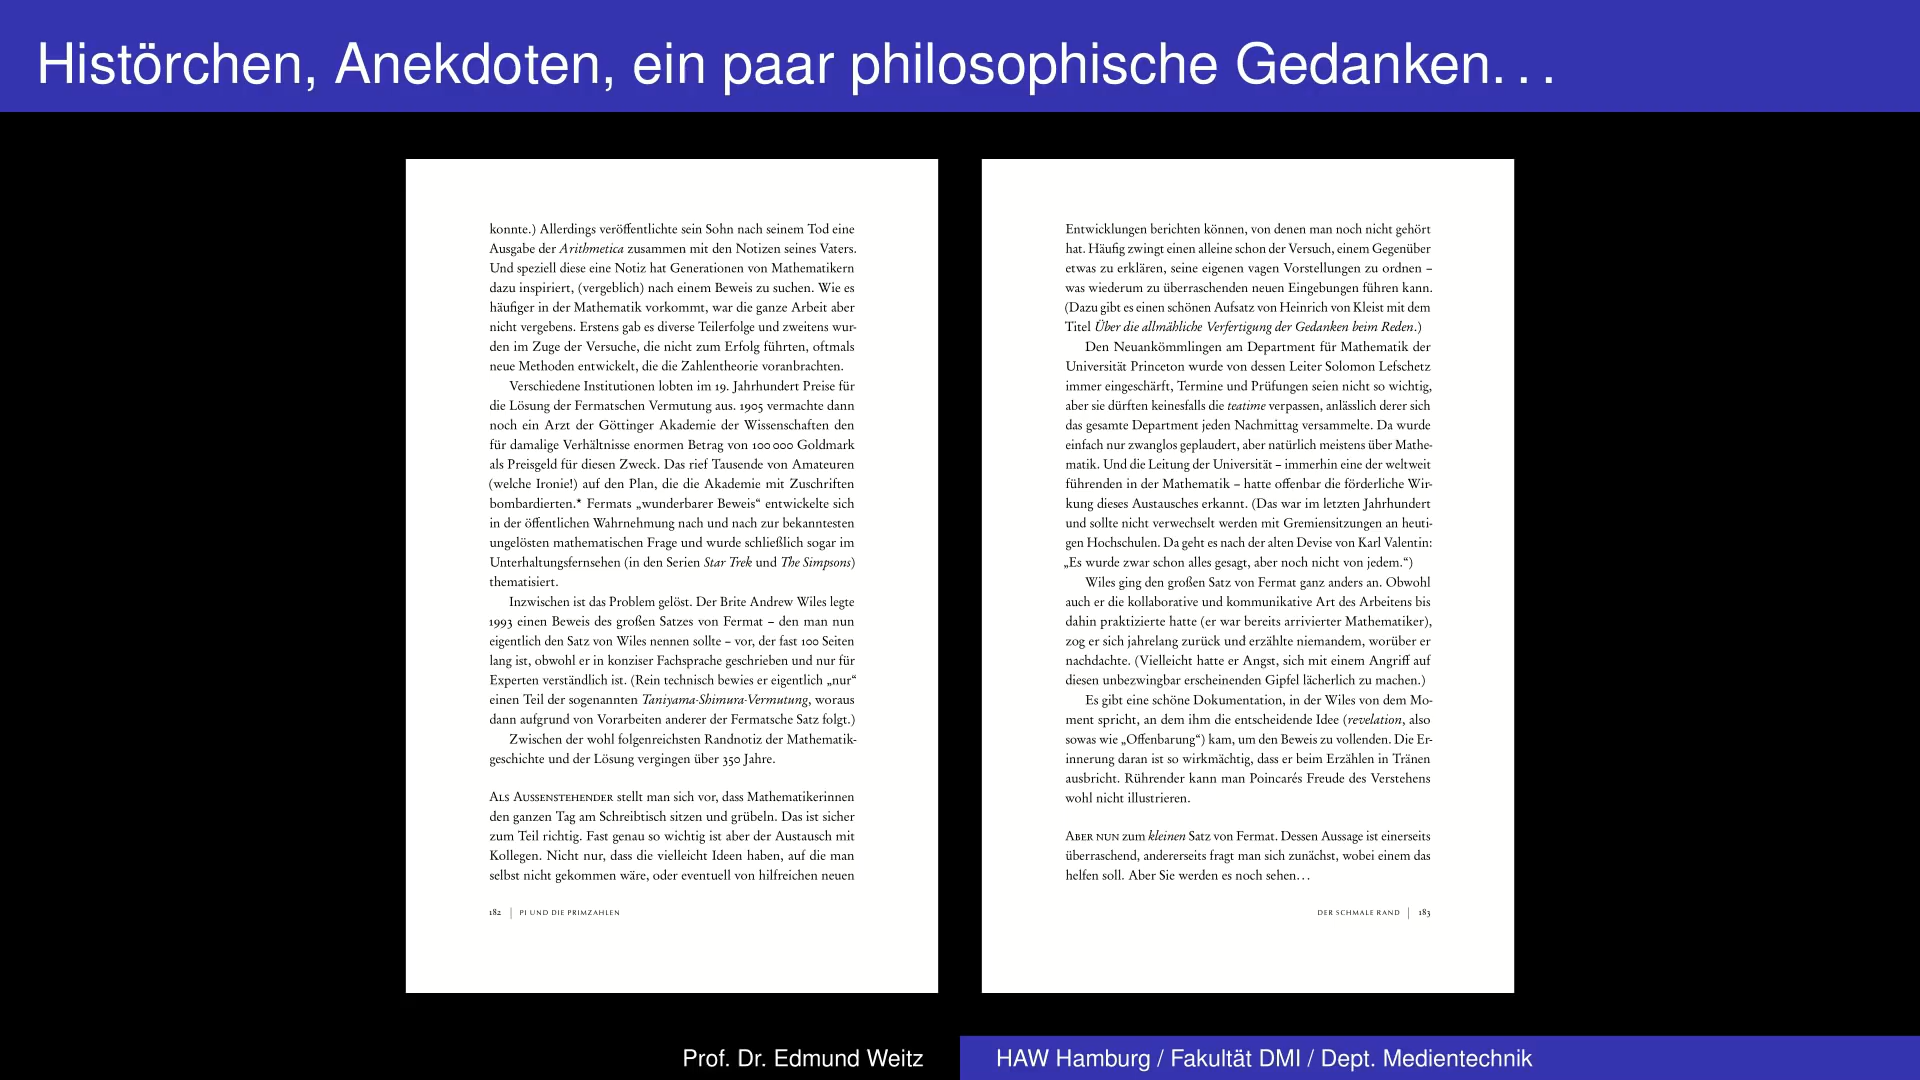 Histörchen, Anekdoten, ein paar philosophische Gedanken. . .
konnte.) Allerdings veröffentlichte sein Sohn nach seinem Tod eine
Ausgabe der Arithmetica zusammen mit den Notizen seines Vaters.
Und speziell diese eine Notiz hat Generationen von Mathematikern
dazu inspiriert, (vergeblich) nach einem Beweis zu suchen. Wie es
häufiger in der Mathematik vorkommt, war die ganze Arbeit aber
nicht vergebens. Erstens gab es diverse Teilerfolge und zweitens wur-
den im Zuge der Versuche, die nicht zum Erfolg führten, oftmals
neue Methoden entwickelt, die die Zahlentheorie voranbrachten.
Verschiedene Institutionen lobten im 19. Jahrhundert Preise für
die Lösung der Fermatschen Vermutung aus. 1905 vermachte dann
noch ein Arzt der Göttinger Akademie der Wissenschaften den
für damalige Verhältnisse enormen Betrag von 100 000 Goldmark
als Preisgeld für diesen Zweck. Das rief Tausende von Amateuren
(welche Ironie!) auf den Plan, die die Akademie mit Zuschriften
bombardierten.* Fermats „wunderbarer Beweis“ entwickelte sich
in der öffentlichen Wahrnehmung nach und nach zur bekanntesten
ungelösten mathematischen Frage und wurde schließlich sogar im
Unterhaltungsfernsehen (in den Serien Star Trek und The Simpsons)
thematisiert.
Inzwischen ist das Problem gelöst. Der Brite Andrew Wiles legte
1993 einen Beweis des großen Satzes von Fermat – den man nun
eigentlich den Satz von Wiles nennen sollte – vor, der fast 100 Seiten
lang ist, obwohl er in konziser Fachsprache geschrieben und nur für
Experten verständlich ist. (Rein technisch bewies er eigentlich „nur“
einen Teil der sogenannten Taniyama-Shimura-Vermutung, woraus
dann aufgrund von Vorarbeiten anderer der Fermatsche Satz folgt.)
Zwischen der wohl folgenreichsten Randnotiz der Mathematik-
geschichte und der Lösung vergingen über 350 Jahre.
Als Aussenstehender stellt man sich vor, dass Mathematikerinnen
den ganzen Tag am Schreibtisch sitzen und grübeln. Das ist sicher
zum Teil richtig. Fast genau so wichtig ist aber der Austausch mit
Kollegen. Nicht nur, dass die vielleicht Ideen haben, auf die man
selbst nicht gekommen wäre, oder eventuell von hilfreichen neuen
182 | PI UND DIE PRIMZAHLEN
Entwicklungen berichten können, von denen man noch nicht gehört
hat. Häufig zwingt einen alleine schon der Versuch, einem Gegenüber
etwas zu erklären, seine eigenen vagen Vorstellungen zu ordnen –
was wiederum zu überraschenden neuen Eingebungen führen kann.
(Dazu gibt es einen schönen Aufsatz von Heinrich von Kleist mit dem
Titel Über die allmähliche Verfertigung der Gedanken beim Reden.)
Den Neuankömmlingen am Department für Mathematik der
Universität Princeton wurde von dessen Leiter Solomon Lefschetz
immer eingeschärft, Termine und Prüfungen seien nicht so wichtig,
aber sie dürften keinesfalls die teatime verpassen, anlässlich derer sich
das gesamte Department jeden Nachmittag versammelte. Da wurde
einfach nur zwanglos geplaudert, aber natürlich meistens über Mathe-
matik. Und die Leitung der Universität – immerhin eine der weltweit
führenden in der Mathematik – hatte offenbar die förderliche Wir-
kung dieses Austausches erkannt. (Das war im letzten Jahrhundert
und sollte nicht verwechselt werden mit Gremiensitzungen an heuti-
gen Hochschulen. Da geht es nach der alten Devise von Karl Valentin:
„Es wurde zwar schon alles gesagt, aber noch nicht von jedem.“)
Wiles ging den großen Satz von Fermat ganz anders an. Obwohl
auch er die kollaborative und kommunikative Art des Arbeitens bis
dahin praktizierte hatte (er war bereits arrivierter Mathematiker),
zog er sich jahrelang zurück und erzählte niemandem, worüber er
nachdachte. (Vielleicht hatte er Angst, sich mit einem Angriff auf
diesen unbezwingbar erscheinenden Gipfel lächerlich zu machen.)
Es gibt eine schöne Dokumentation, in der Wiles von dem Mo-
ment spricht, an dem ihm die entscheidende Idee (revelation, also
sowas wie „Offenbarung“) kam, um den Beweis zu vollenden. Die Er-
innerung daran ist so wirkmächtig, dass er beim Erzählen in Tränen
ausbricht. Rührender kann man Poincarés Freude des Verstehens
wohl nicht illustrieren.
Aber nun zum kleinen Satz von Fermat. Dessen Aussage ist einerseits
überraschend, andererseits fragt man sich zunächst, wobei einem das
helfen soll. Aber Sie werden es noch sehen…
DER SCHMALE RAND | 183
Prof. Dr. Edmund Weitz
HAW Hamburg / Fakultät DMI / Dept. Medientechnik